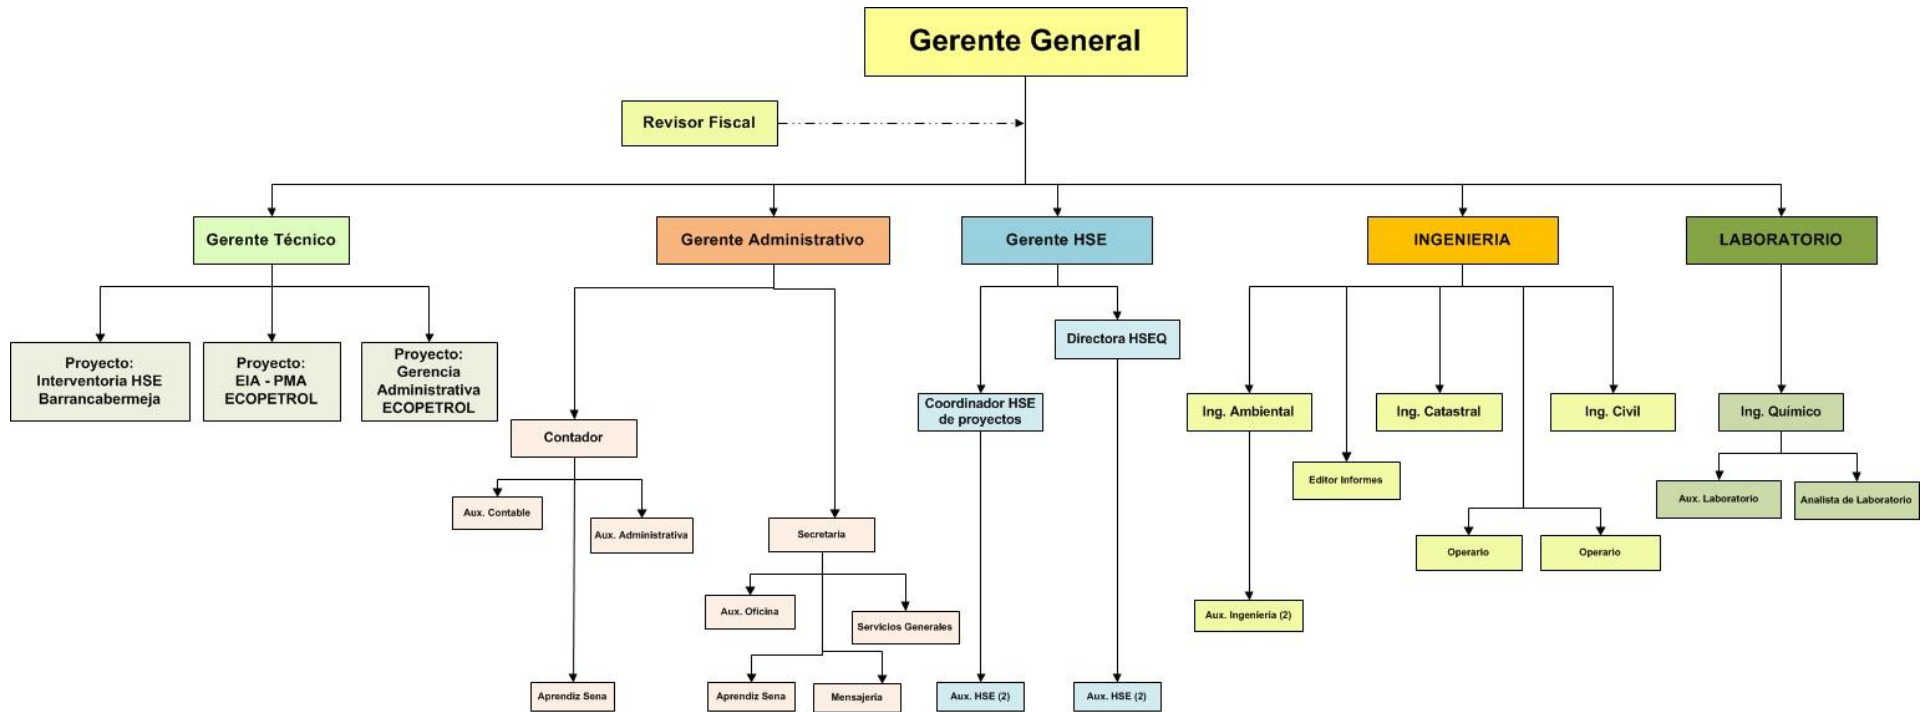 Gerente General
Revisor Fiscal
Gerente Técnico
Gerente Administrativo
Gerente HSE
INGENIERIA
LABORATORIO
Proyecto:
Interventoria HSE
Barrancabermeja
Proyecto:
EIA - PMA
ECOPETROL
Proyecto:
Gerencia
Administrativa
ECOPETROL
Contador
Aux. Contable
Aux. Administrativa
Aprendiz Sena
Secretaria
Aux. Oficina
Servicios Generales
Aprendiz Sena
Mensajeria
Directora HSEQ
Coordinador HSE
de proyectos
Aux. HSE (2)
Aux. HSE (2)
Ing. Ambiental
Editor Informes
Ing. Catastral
Ing. Civil
Operario
Operario
Aux. Ingenieria (2)
Ing. Químico
Aux. Laboratorio
Analista de Laboratorio